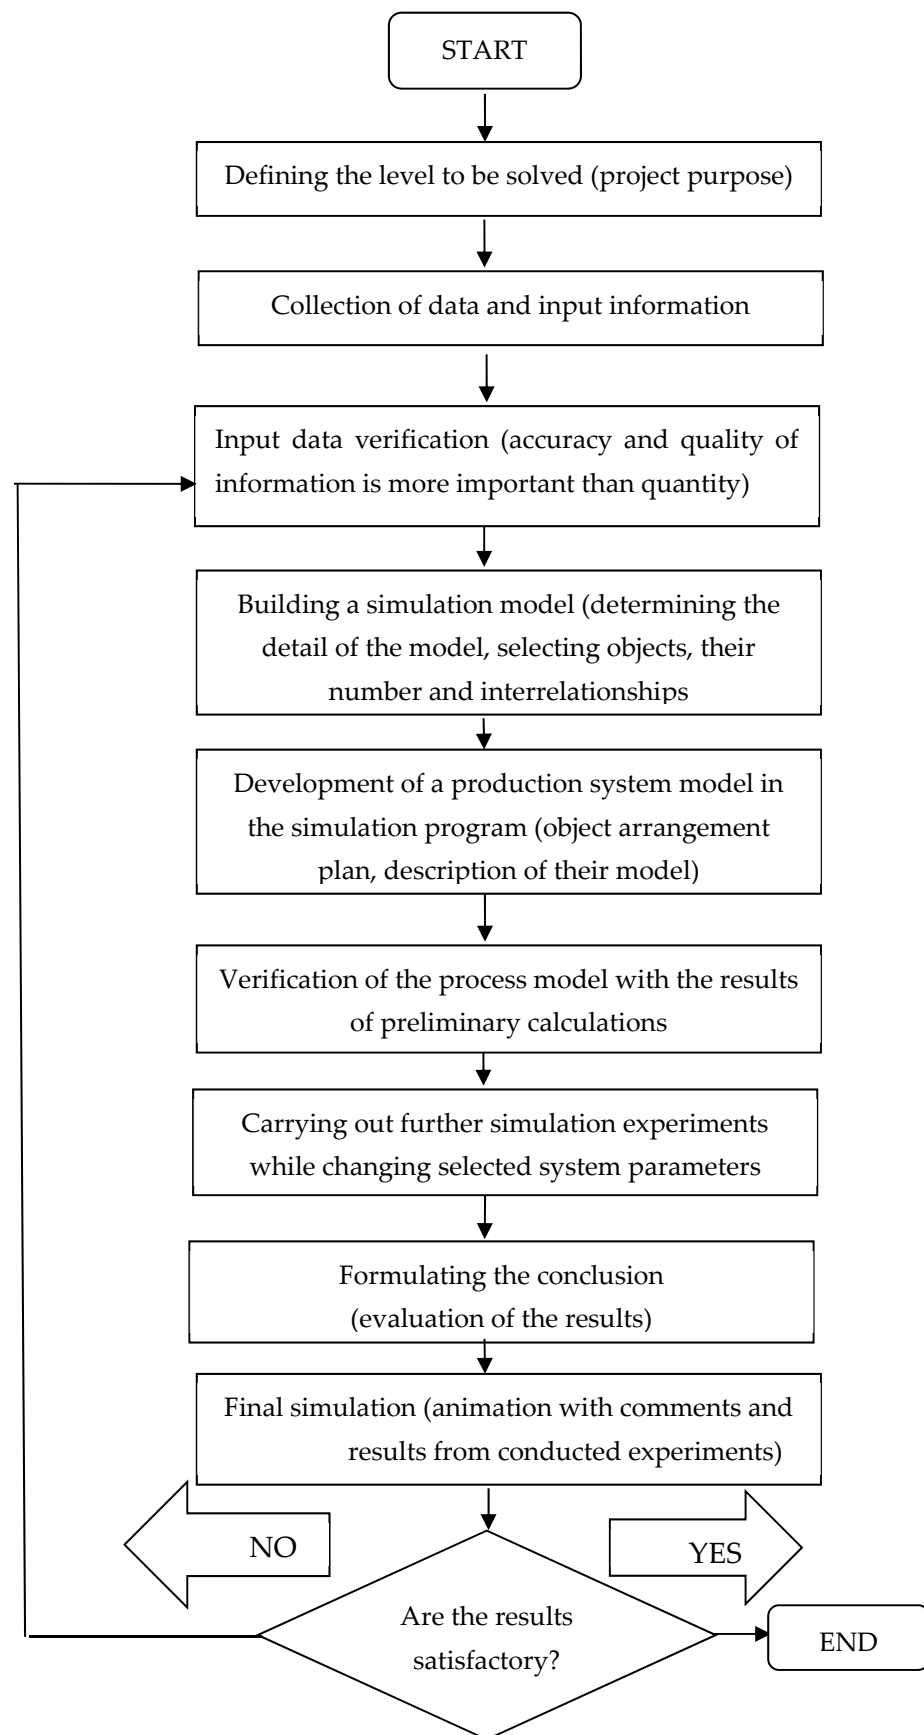 START
Defining the level to be solved (project purpose)
Collection of data and input information
Input data verification (accuracy and quality of
information is more important than quantity)
Building a simulation model (determining the
detail of the model, selecting objects, their
number and interrelationships
Development of a production system model in
the simulation program (object arrangement
plan, description of their model)
Verification of the process model with the results
of preliminary calculations
Carrying out further simulation experiments
while changing selected system parameters
Formulating the conclusion
(evaluation of the results)
Final simulation (animation with comments and
results from conducted experiments)
NO
YES
Are the results
satisfactory?
END